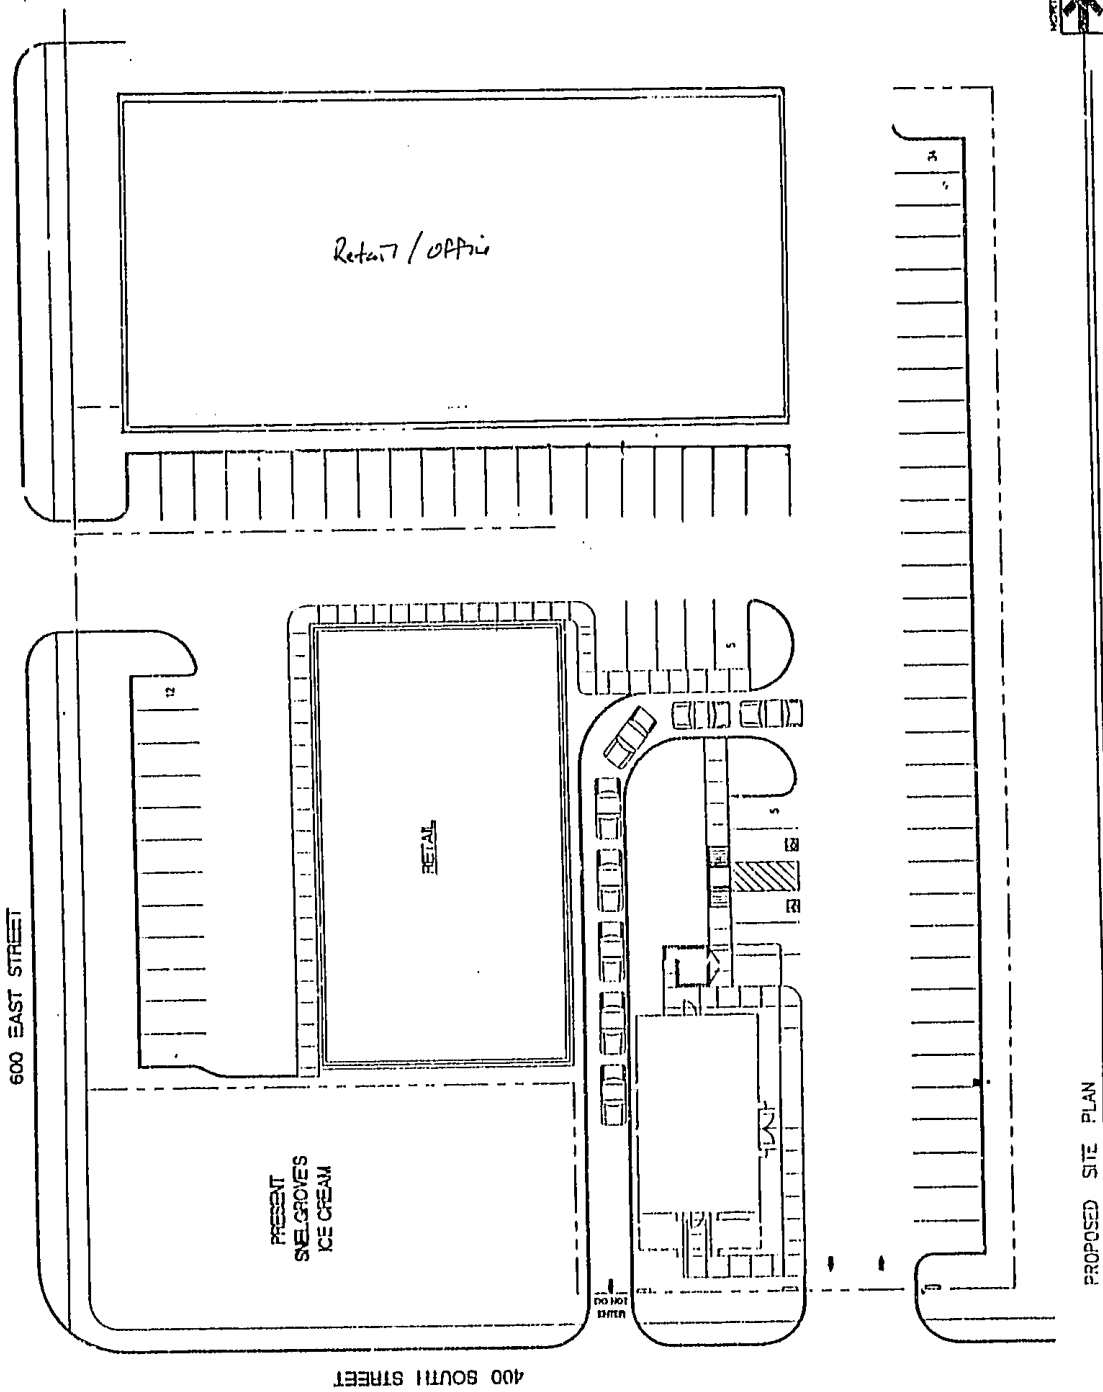 600 EAST STREET
Retail / Office
34
12
RETAIL
5
5
PRESENT
SNELGROVE'S
ICE CREAM
DO NOT
ENTER
400 SOUTH STREET
PROPOSED SITE PLAN